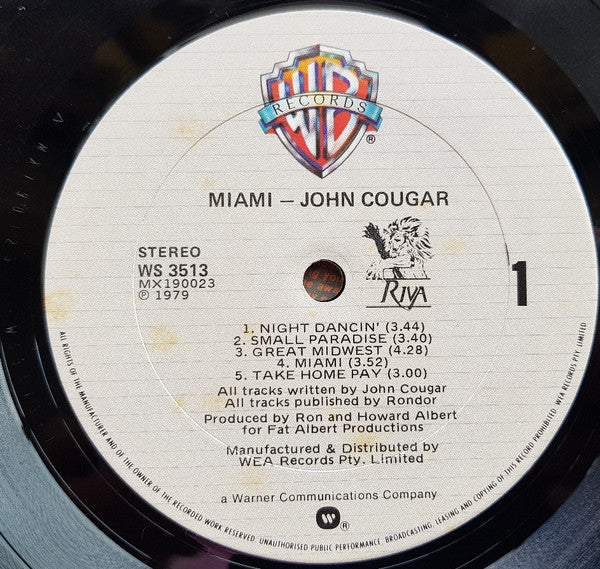 WB
RECORDS
®
MIAMI – JOHN COUGAR
STEREO
WS 3513
MX190023
℗ 1979
RIVA
1
1. NIGHT DANCIN' (3.44)
2. SMALL PARADISE (3.40)
3. GREAT MIDWEST (4.28)
4. MIAMI (3.52)
5. TAKE HOME PAY (3.00)
All tracks written by John Cougar
All tracks published by Rondor
Produced by Ron and Howard Albert
for Fat Albert Productions
Manufactured & Distributed by
WEA Records Pty. Limited
a Warner Communications Company
®
ALL RIGHTS OF THE MANUFACTURER AND OF THE OWNER OF THE RECORDED WORK RESERVED. UNAUTHORISED PUBLIC PERFORMANCE, BROADCASTING, LEASING AND COPYING OF THIS RECORD PROHIBITED. WEA RECORDS PTY. LIMITED